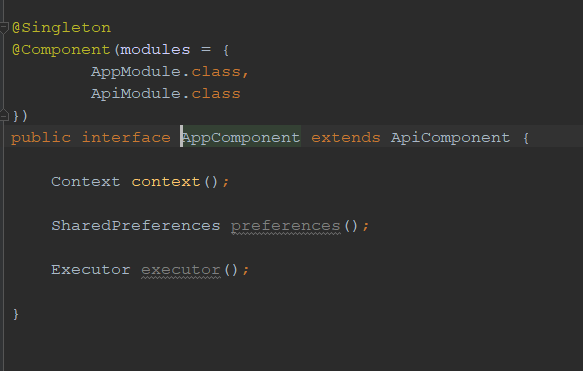 @Singleton
@Component(modules = {
        AppModule.class,
        ApiModule.class
})
public interface AppComponent extends ApiComponent {
    Context context();
    SharedPreferences preferences();
    Executor executor();
}